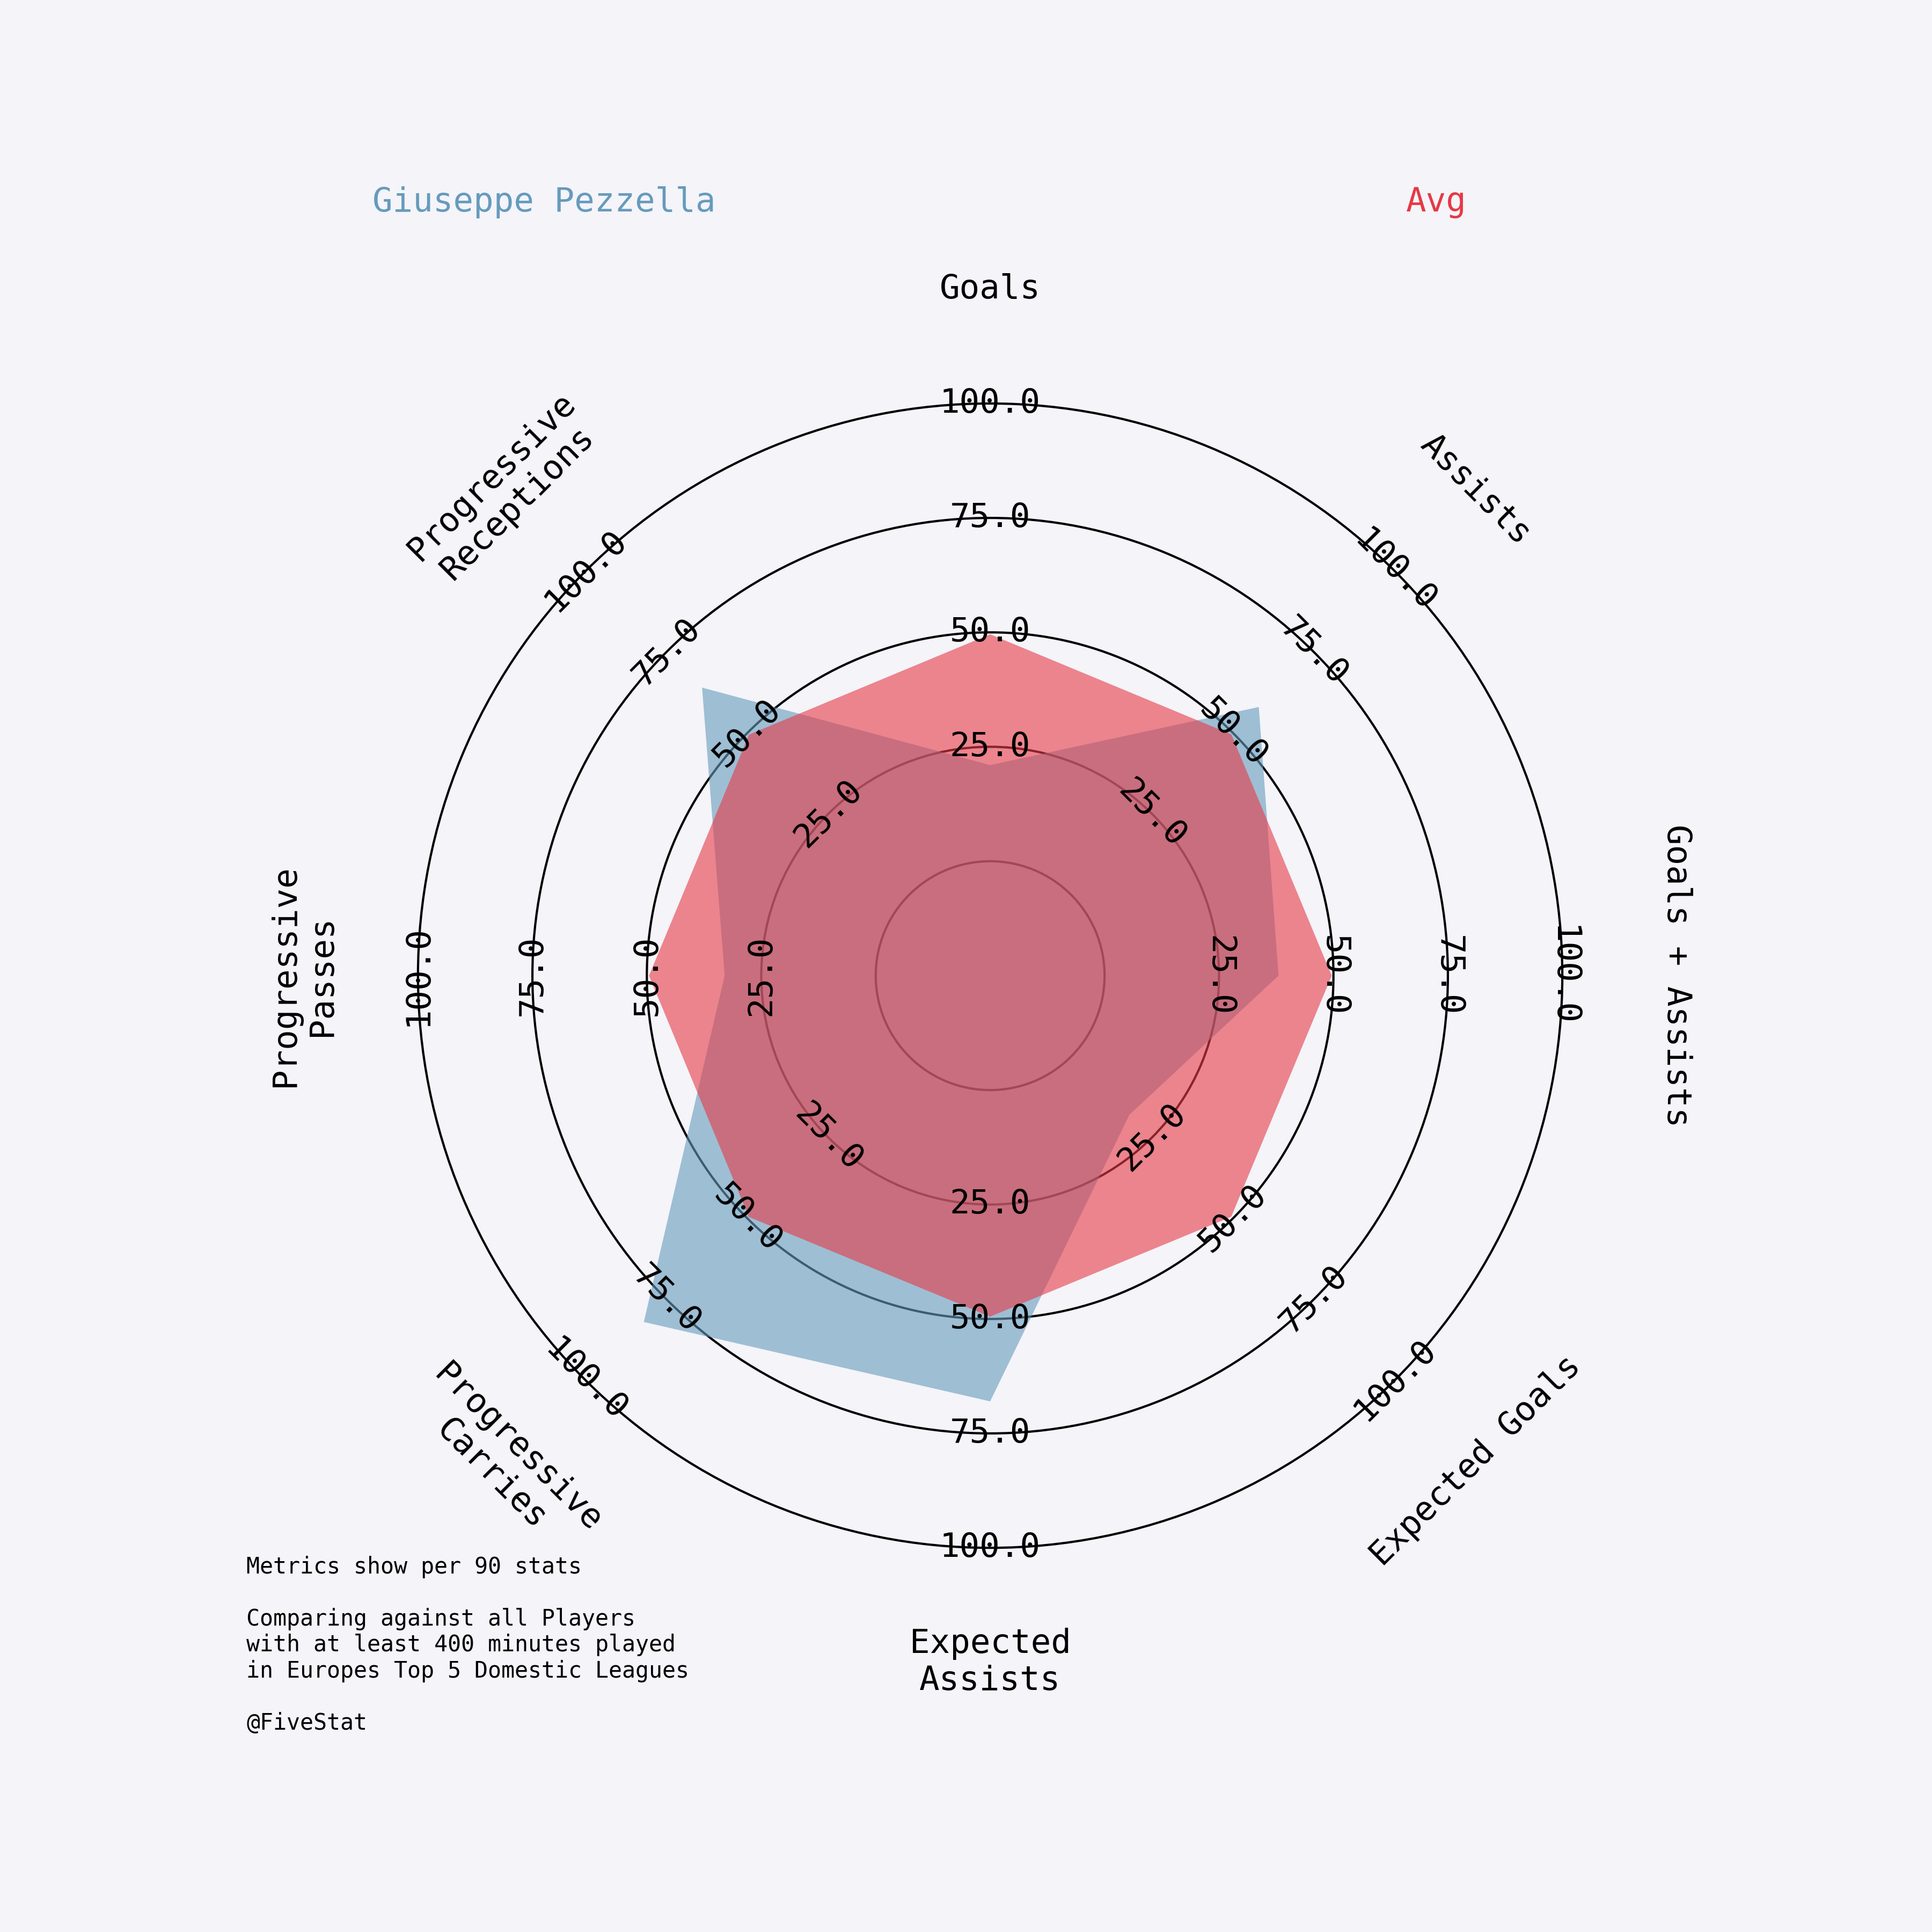 Giuseppe Pezzella
Avg
Goals
Assists
Goals + Assists
Expected Goals
Expected
Assists
Progressive
Carries
Progressive
Passes
Progressive
Receptions
25.0
50.0
75.0
100.0
25.0
50.0
75.0
100.0
25.0
50.0
75.0
100.0
25.0
50.0
75.0
100.0
25.0
50.0
75.0
100.0
25.0
50.0
75.0
100.0
25.0
50.0
75.0
100.0
25.0
50.0
75.0
100.0
Metrics show per 90 stats
Comparing against all Players
with at least 400 minutes played
in Europes Top 5 Domestic Leagues
@FiveStat